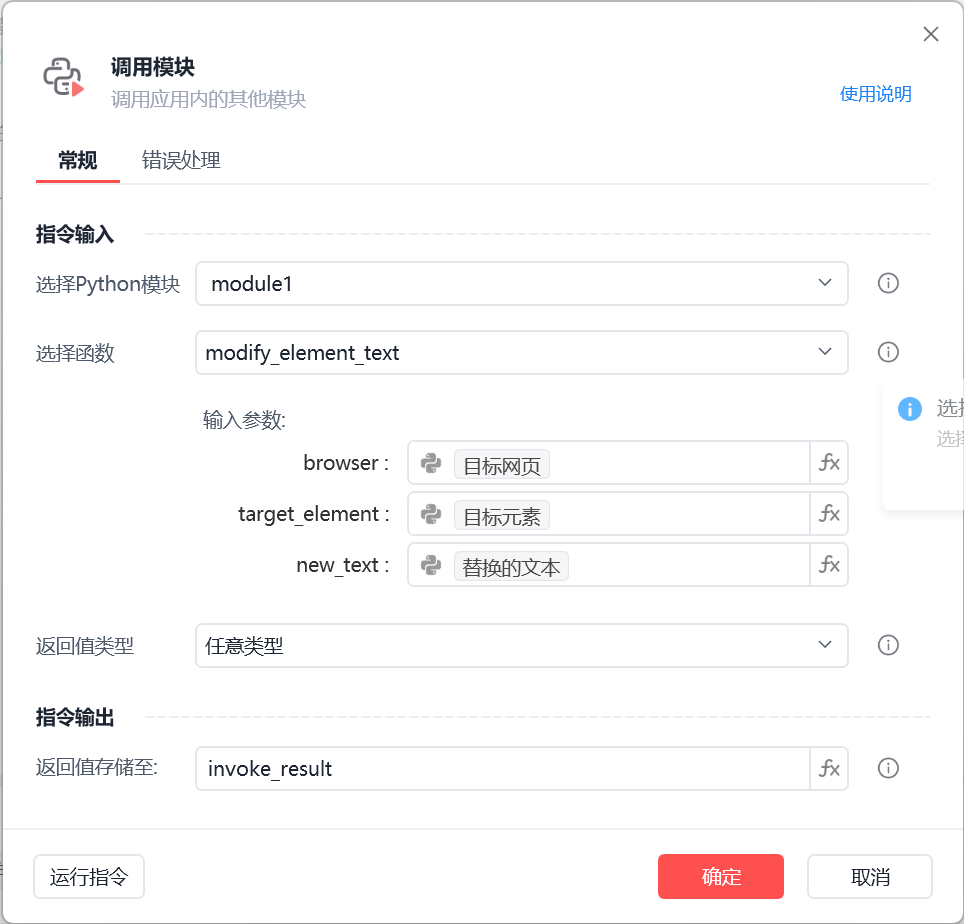 调用模块
调用应用内的其他模块
使用说明
常规 错误处理
指令输入
选择Python模块 module1
选择函数 modify_element_text
输入参数:
browser : 目标网页 fx
target_element : 目标元素 fx
new_text : 替换的文本 fx
返回值类型 任意类型
指令输出
返回值存储至: invoke_result fx
运行指令 确定 取消